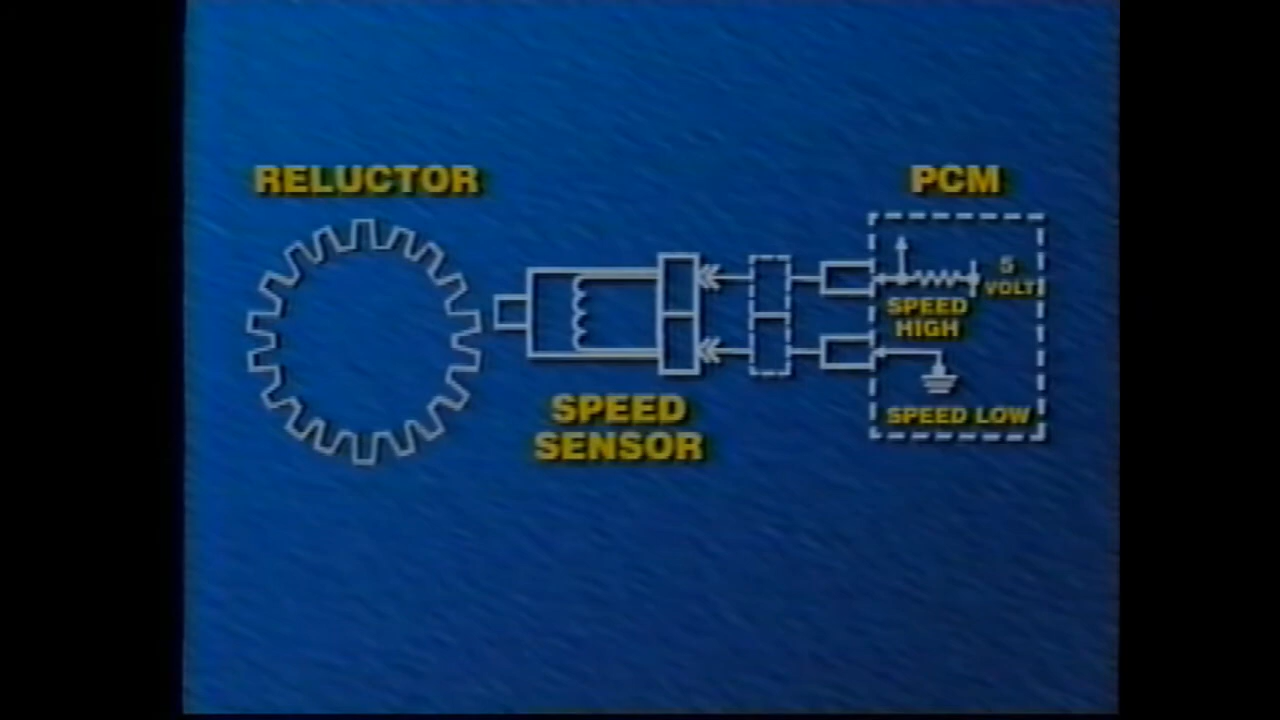 RELUCTOR
PCM
5
VOLT
SPEED
HIGH
SPEED LOW
SPEED
SENSOR